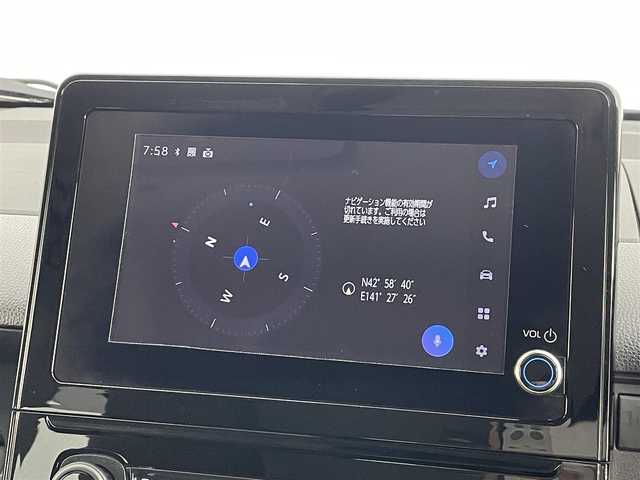 7:58
N
E
S
W
ナビゲーション機能の有効期間が
切れています。ご利用の場合は
更新手続きを実施してください
N42° 58′ 40″
E141° 27′ 26″
VOL